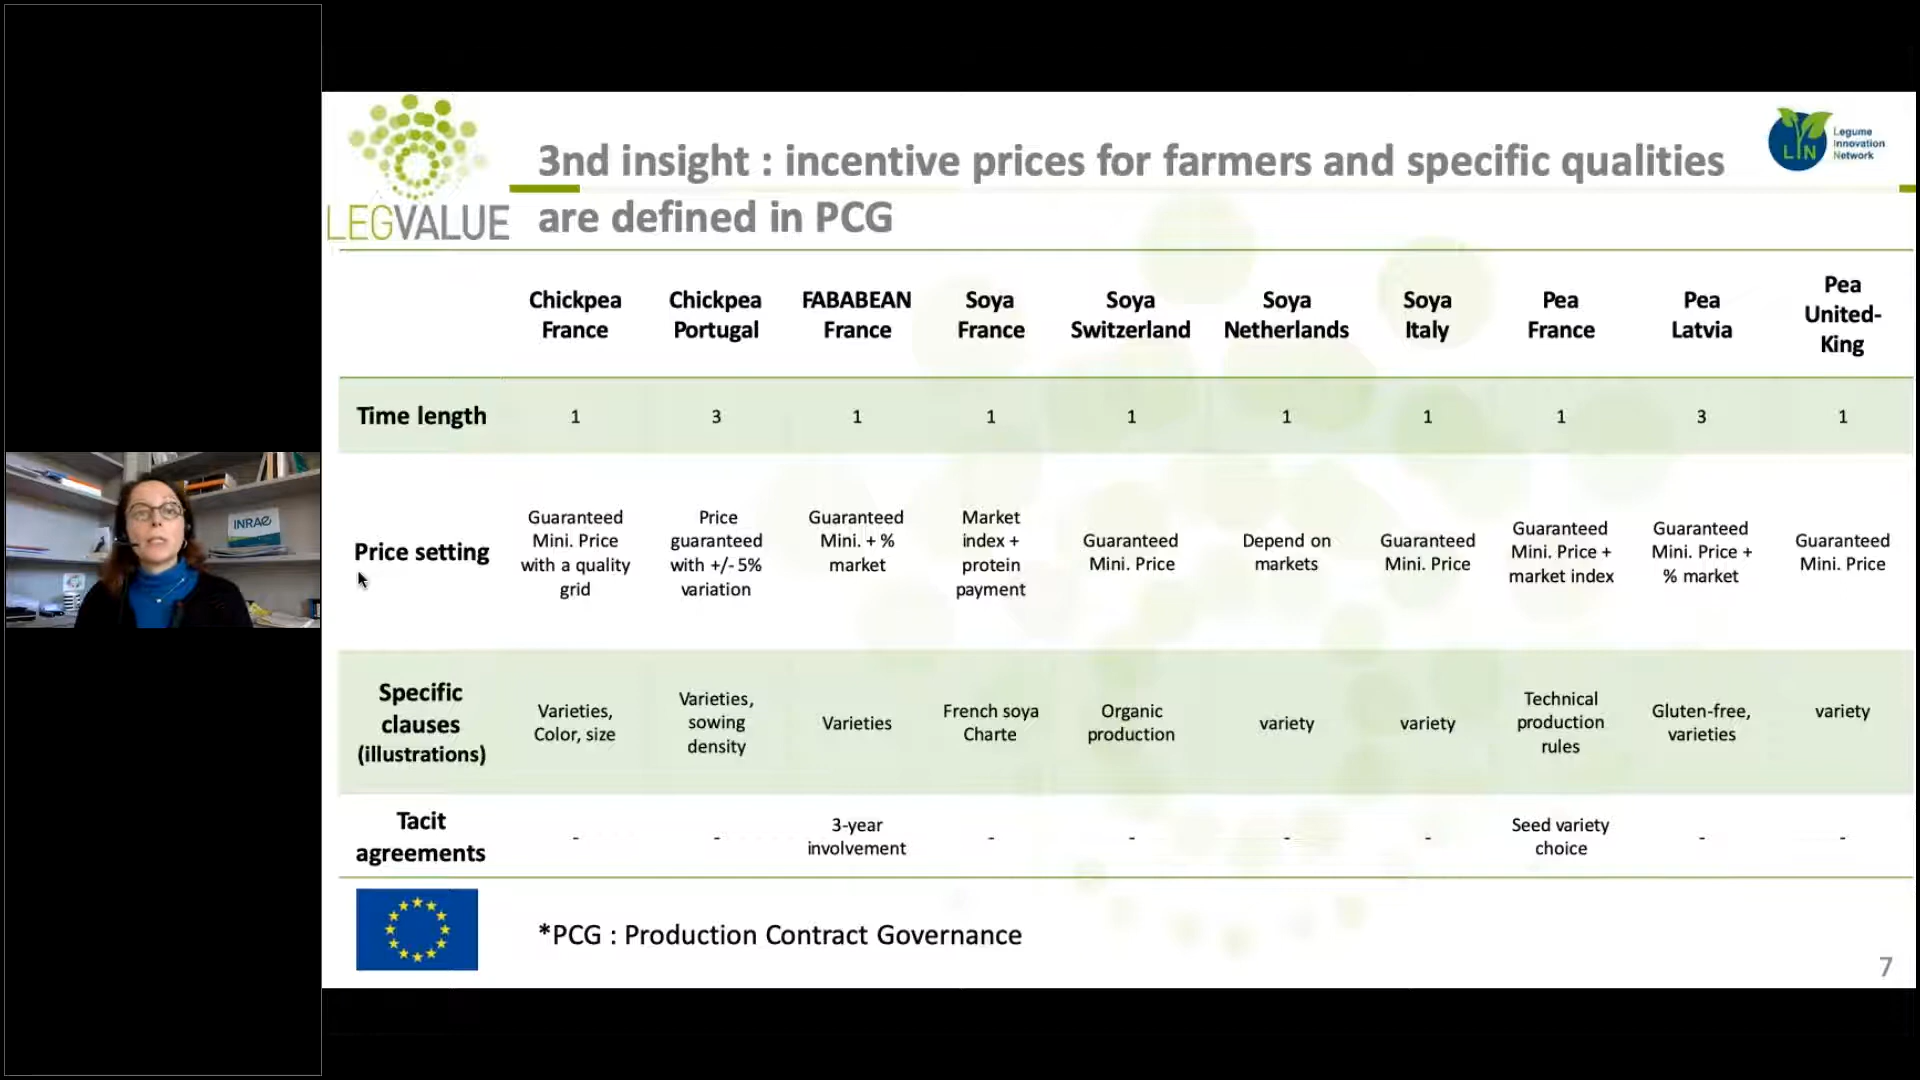 LEGVALUE
3nd insight : incentive prices for farmers and specific qualities
are defined in PCG
LIN
Legume
Innovation
Network
Chickpea
France
Chickpea
Portugal
FABABEAN
France
Soya
France
Soya
Switzerland
Soya
Netherlands
Soya
Italy
Pea
France
Pea
Latvia
Pea
United-
King
Time length
1
3
1
1
1
1
1
1
3
1
Price setting
Guaranteed
Mini. Price
with a quality
grid
Price
guaranteed
with +/- 5%
variation
Guaranteed
Mini. + %
market
Market
index +
protein
payment
Guaranteed
Mini. Price
Depend on
markets
Guaranteed
Mini. Price
Guaranteed
Mini. Price +
market index
Guaranteed
Mini. Price +
% market
Guaranteed
Mini. Price
Specific
clauses
(illustrations)
Varieties,
Color, size
Varieties,
sowing
density
Varieties
French soya
Charte
Organic
production
variety
variety
Technical
production
rules
Gluten-free,
varieties
variety
Tacit
agreements
-
-
3-year
involvement
-
-
-
-
Seed variety
choice
-
-
*PCG : Production Contract Governance
7
INRAE